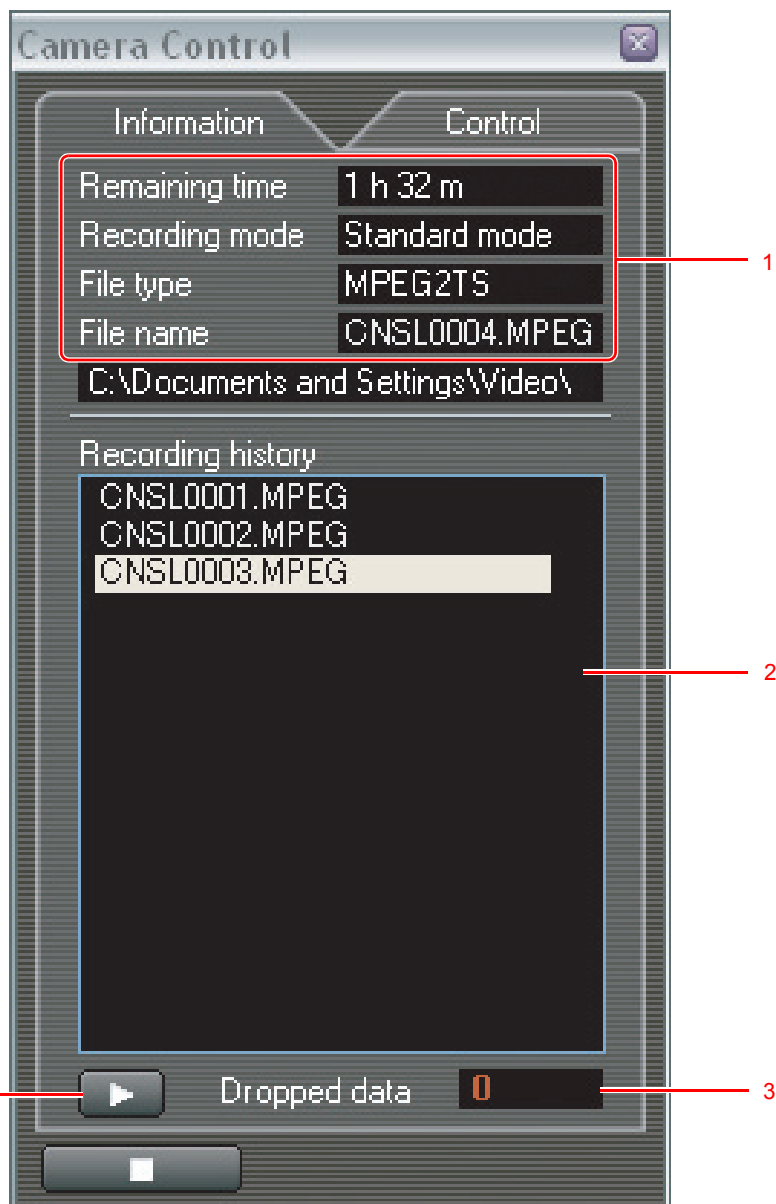 Camera Control
Information Control
Remaining time 1 h 32 m
Recording mode Standard mode
1
File type MPEG2TS
File name CNSL0004.MPEG
C:\Documents and Settings\Video\
Recording history
CNSL0001.MPEG
CNSL0002.MPEG
CNSL0003.MPEG
2
Dropped data 0
3